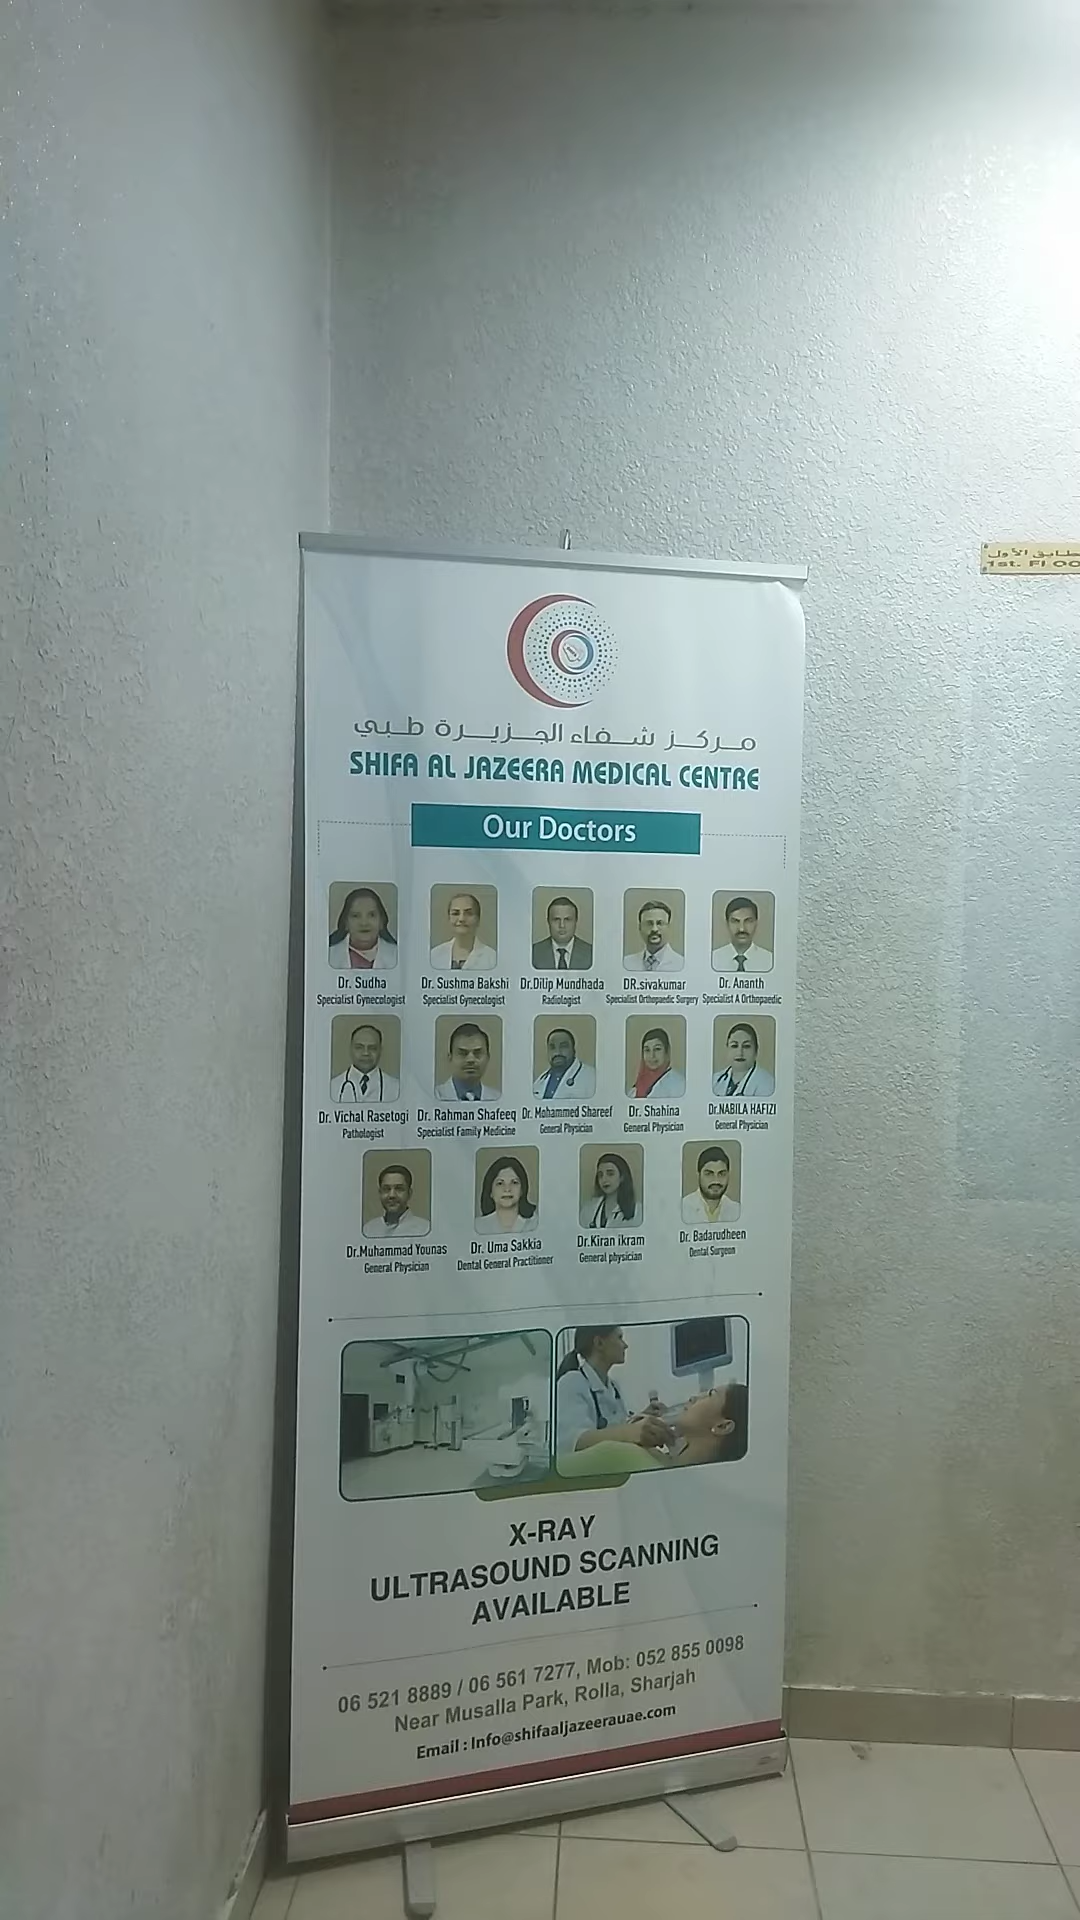 مركز شفاء الجزيرة طبي
SHIFA AL JAZEERA MEDICAL CENTRE
Our Doctors
Dr. Sudha
Specialist Gynecologist
Dr. Sushma Bakshi
Specialist Gynecologist
Dr.Dilip Mundhada
Radiologist
DR.sivakumar
Specialist Orthopaedic Surgery
Dr. Ananth
Specialist A Orthopaedic
Dr. Vichal Rasetogi
Pathologist
Dr. Rahman Shafeeq
Specialist Family Medicine
Dr. Mohammed Shareef
General Physician
Dr. Shahina
General Physician
Dr.NABILA HAFIZI
General Physician
Dr.Muhammad Younas
General Physician
Dr. Uma Sakkia
Dental General Practitinner
Dr.Kiran ikram
General physician
Dr. Badarudheen
Dental Surgeon
X-RAY
ULTRASOUND SCANNING
AVAILABLE
06 521 8889 / 06 561 7277, Mob: 052 855 0098
Near Musalla Park, Rolla, Sharjah
Email : Info@shifaaljazeerauae.com
الأول
1st.